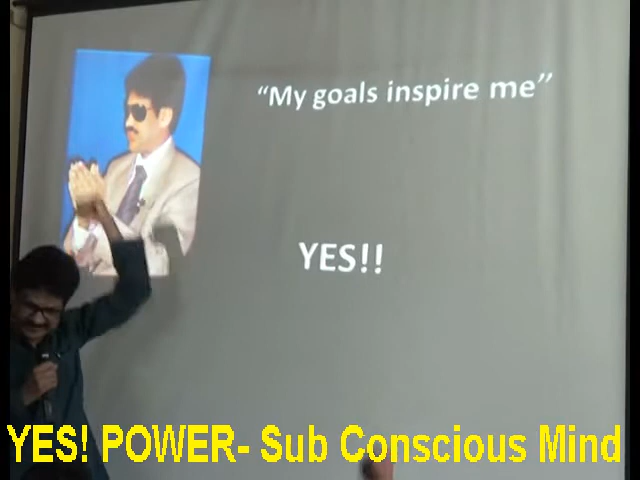 “My goals inspire me”
YES!!
YES! POWER- Sub Conscious Mind